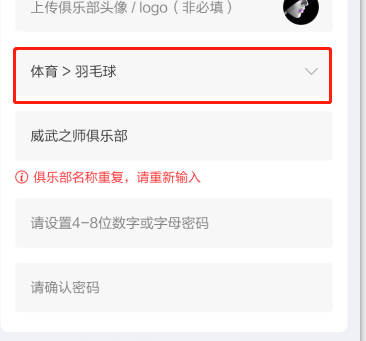 上传俱乐部头像 / logo（非必填）
体育 > 羽毛球
威武之师俱乐部
俱乐部名称重复，请重新输入
请设置4-8位数字或字母密码
请确认密码